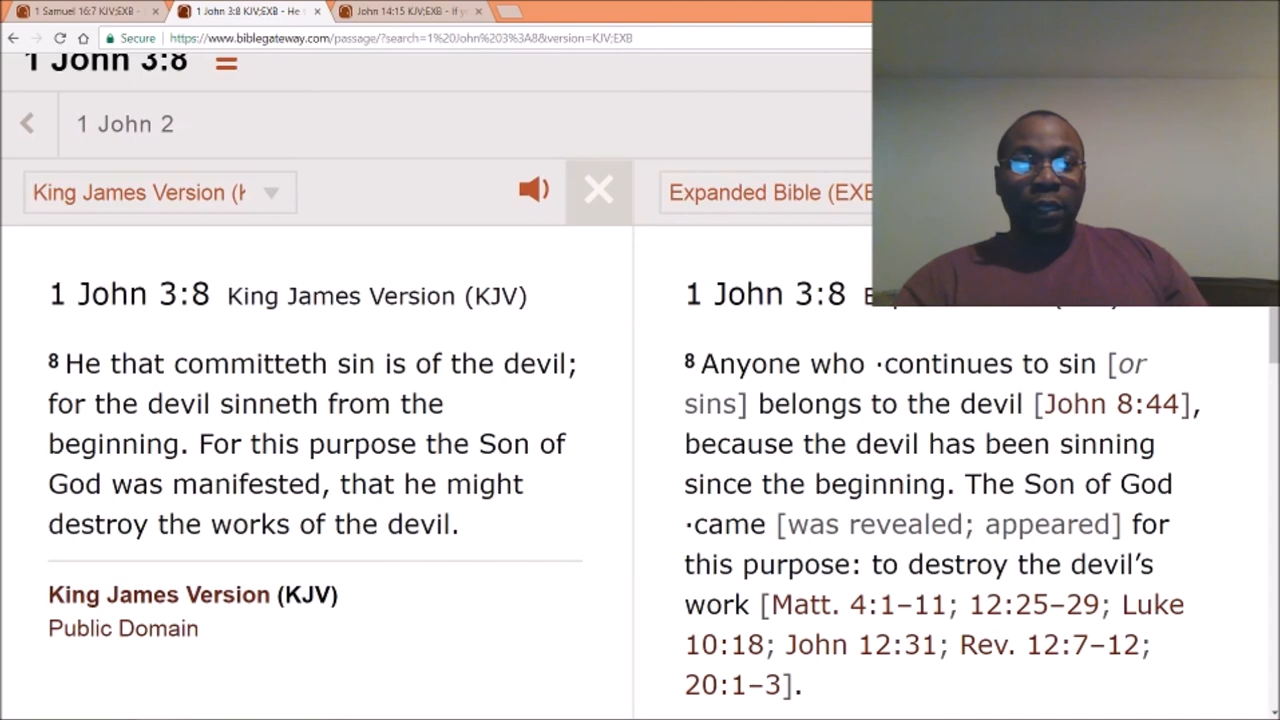 1 Samuel 16:7 KJV;EXB -
1 John 3:8 KJV;EXB - He
John 14:15 KJV;EXB - If
Secure
https://www.biblegateway.com/passage/?search=1%20John%203%3A8&version=KJV;EXB
1 John 3:8
1 John 2
King James Version (
Expanded Bible (EXB
1 John 3:8 King James Version (KJV)
8 He that committeth sin is of the devil;
for the devil sinneth from the
beginning. For this purpose the Son of
God was manifested, that he might
destroy the works of the devil.
King James Version (KJV)
Public Domain
1 John 3:8
8 Anyone who ·continues to sin [or
sins] belongs to the devil [John 8:44],
because the devil has been sinning
since the beginning. The Son of God
·came [was revealed; appeared] for
this purpose: to destroy the devil’s
work [Matt. 4:1–11; 12:25–29; Luke
10:18; John 12:31; Rev. 12:7–12;
20:1–3].